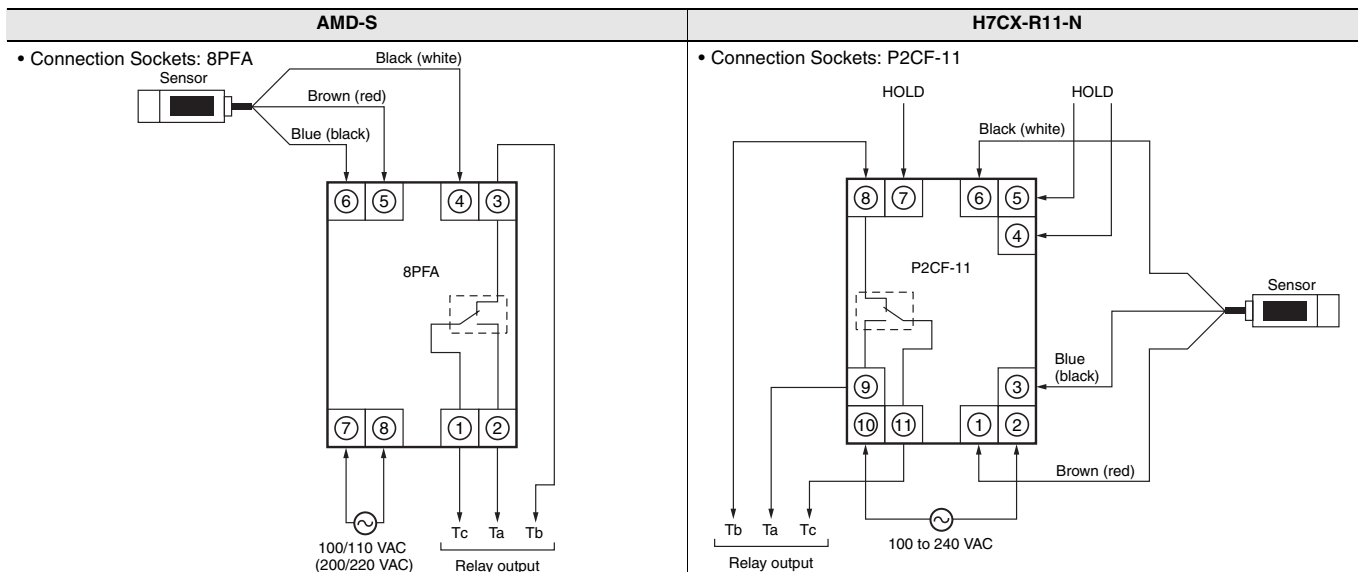 AMD-S
H7CX-R11-N
• Connection Sockets: 8PFA
Sensor
Black (white)
Brown (red)
Blue (black)
6 5 4 3
8PFA
7 8 1 2
100/110 VAC
(200/220 VAC)
Tc Ta Tb
Relay output
• Connection Sockets: P2CF-11
HOLD
HOLD
Black (white)
8 7 6 5
4
P2CF-11
Sensor
Blue
(black)
9 3
10 11 1 2
Brown (red)
Tb Ta Tc
100 to 240 VAC
Relay output